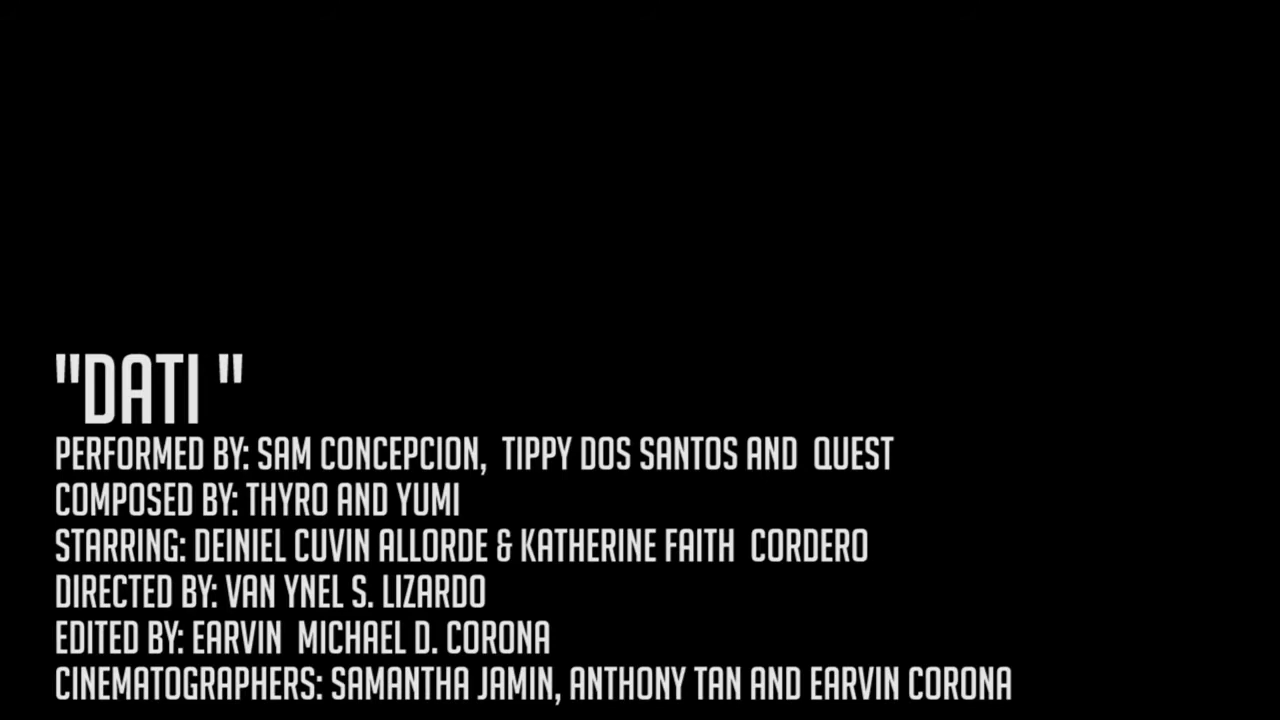 "DATI "
PERFORMED BY: SAM CONCEPCION, TIPPY DOS SANTOS AND QUEST
COMPOSED BY: THYRO AND YUMI
STARRING: DEINIEL CUVIN ALLORDE & KATHERINE FAITH CORDERO
DIRECTED BY: VAN YNEL S. LIZARDO
EDITED BY: EARVIN MICHAEL D. CORONA
CINEMATOGRAPHERS: SAMANTHA JAMIN, ANTHONY TAN AND EARVIN CORONA